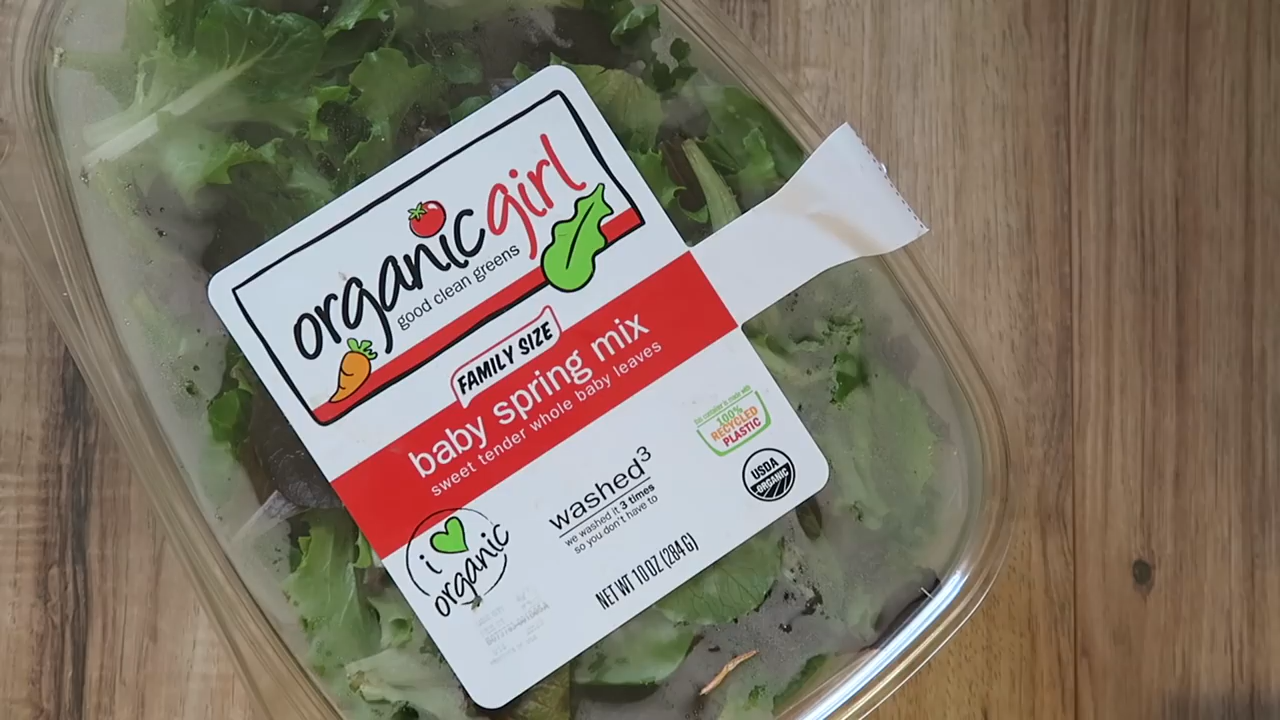 organicgirl
good clean greens
FAMILY SIZE
baby spring mix
sweet tender whole baby leaves
this container is made with
100%
RECYCLED
PLASTIC
USDA
ORGANIC
washed³
we washed it 3 times
so you don't have to
i
organic
NET WT 10 OZ (284 G)